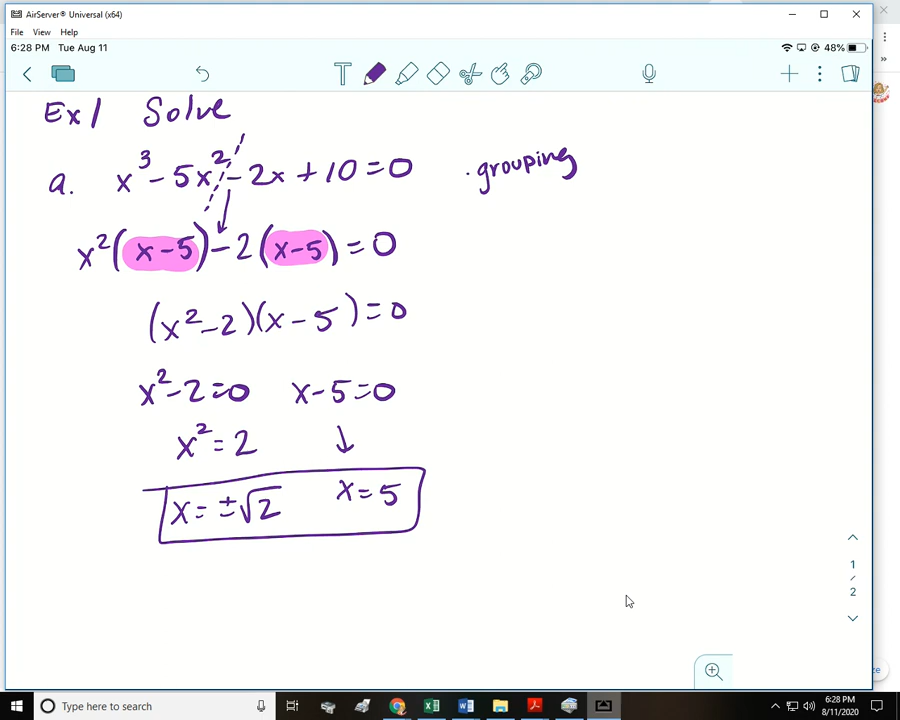 AirServer® Universal (x64)
File View Help
6:28 PM Tue Aug 11
48%
T
Ex1 Solve
a. x³ - 5x² - 2x + 10 = 0
· grouping
x²(x-5) - 2(x-5) = 0
(x²-2)(x-5) = 0
x²-2=0 x-5=0
x² = 2 ↓
x = ±√2 x = 5
1
/
2
Type here to search
6:28 PM
8/11/2020